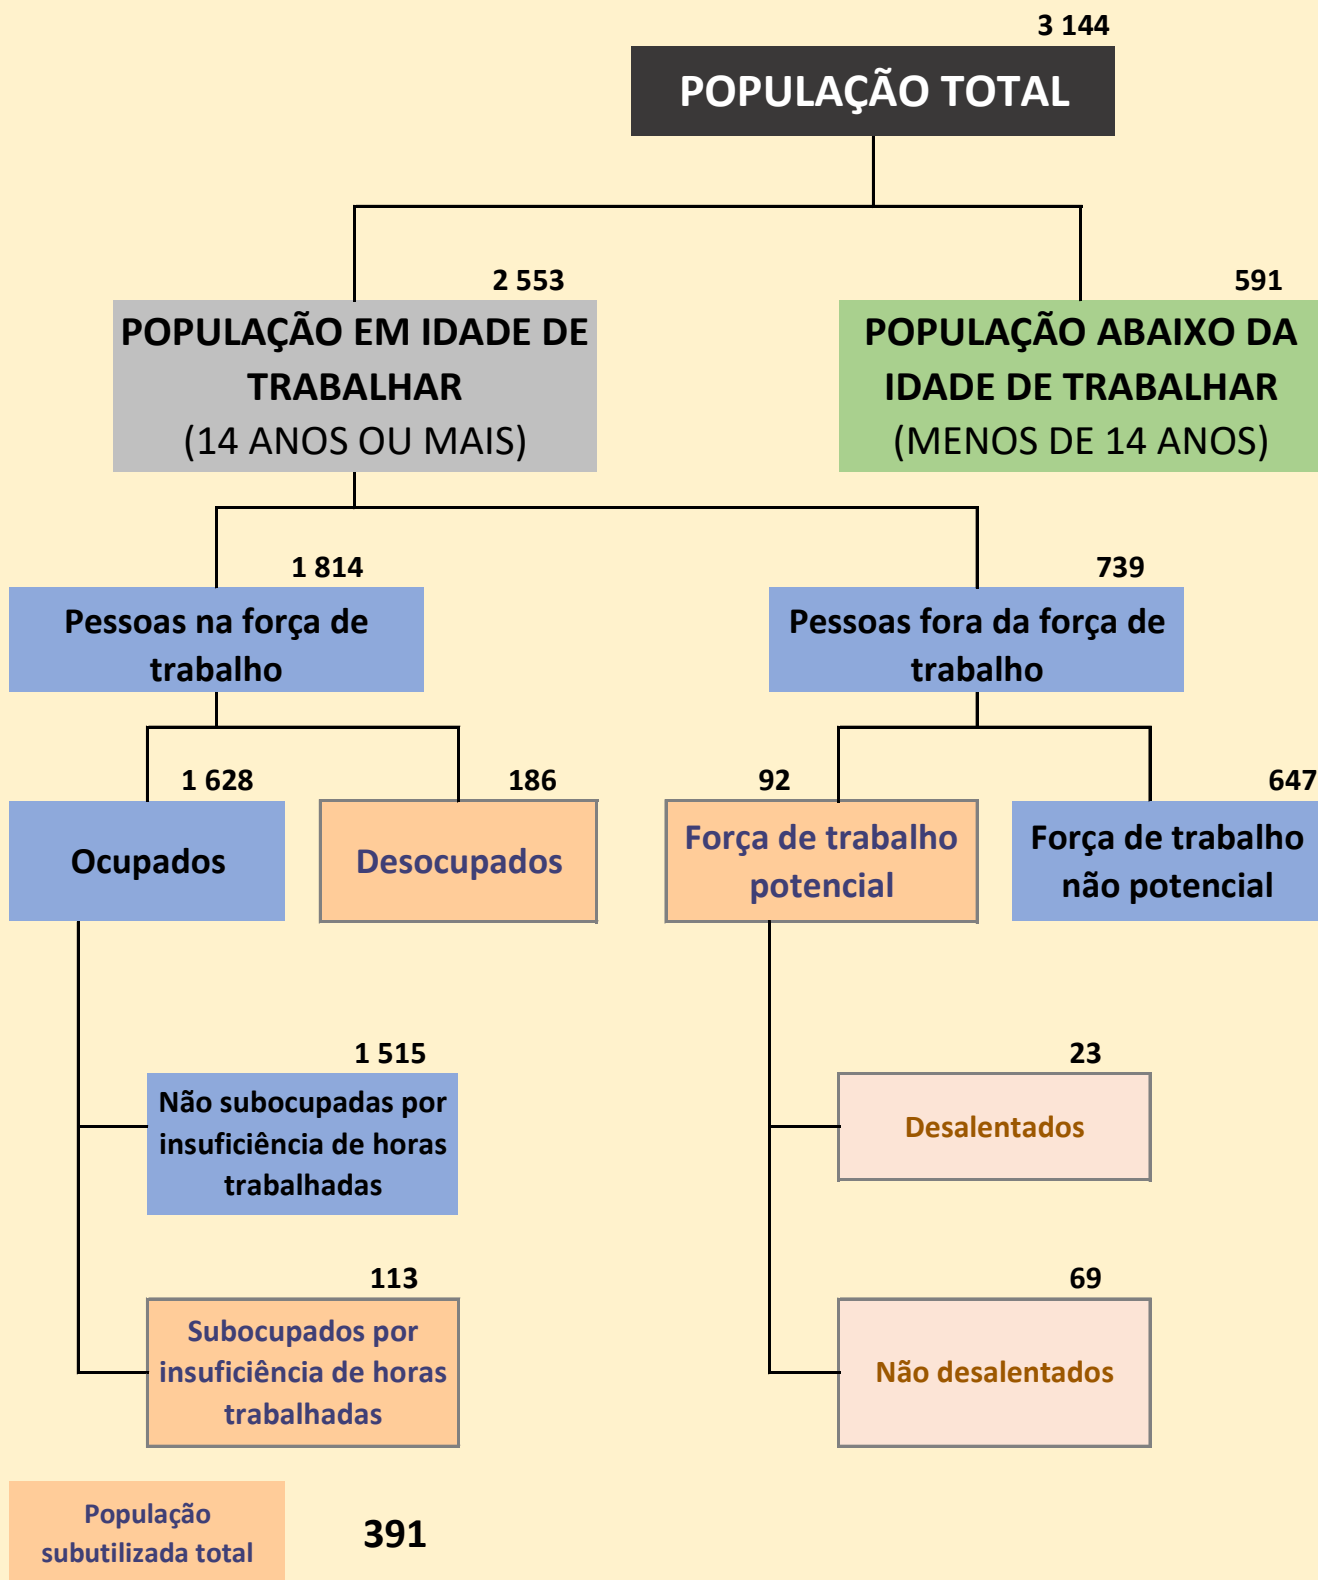 3 144
POPULAÇÃO TOTAL
2 553
POPULAÇÃO EM IDADE DE
TRABALHAR
(14 ANOS OU MAIS)
591
POPULAÇÃO ABAIXO DA
IDADE DE TRABALHAR
(MENOS DE 14 ANOS)
1 814
Pessoas na força de
trabalho
739
Pessoas fora da força de
trabalho
1 628
Ocupados
186
Desocupados
92
Força de trabalho
potencial
647
Força de trabalho
não potencial
1 515
Não subocupadas por
insuficiência de horas
trabalhadas
23
Desalentados
113
Subocupados por
insuficiência de horas
trabalhadas
69
Não desalentados
População
subutilizada total
391